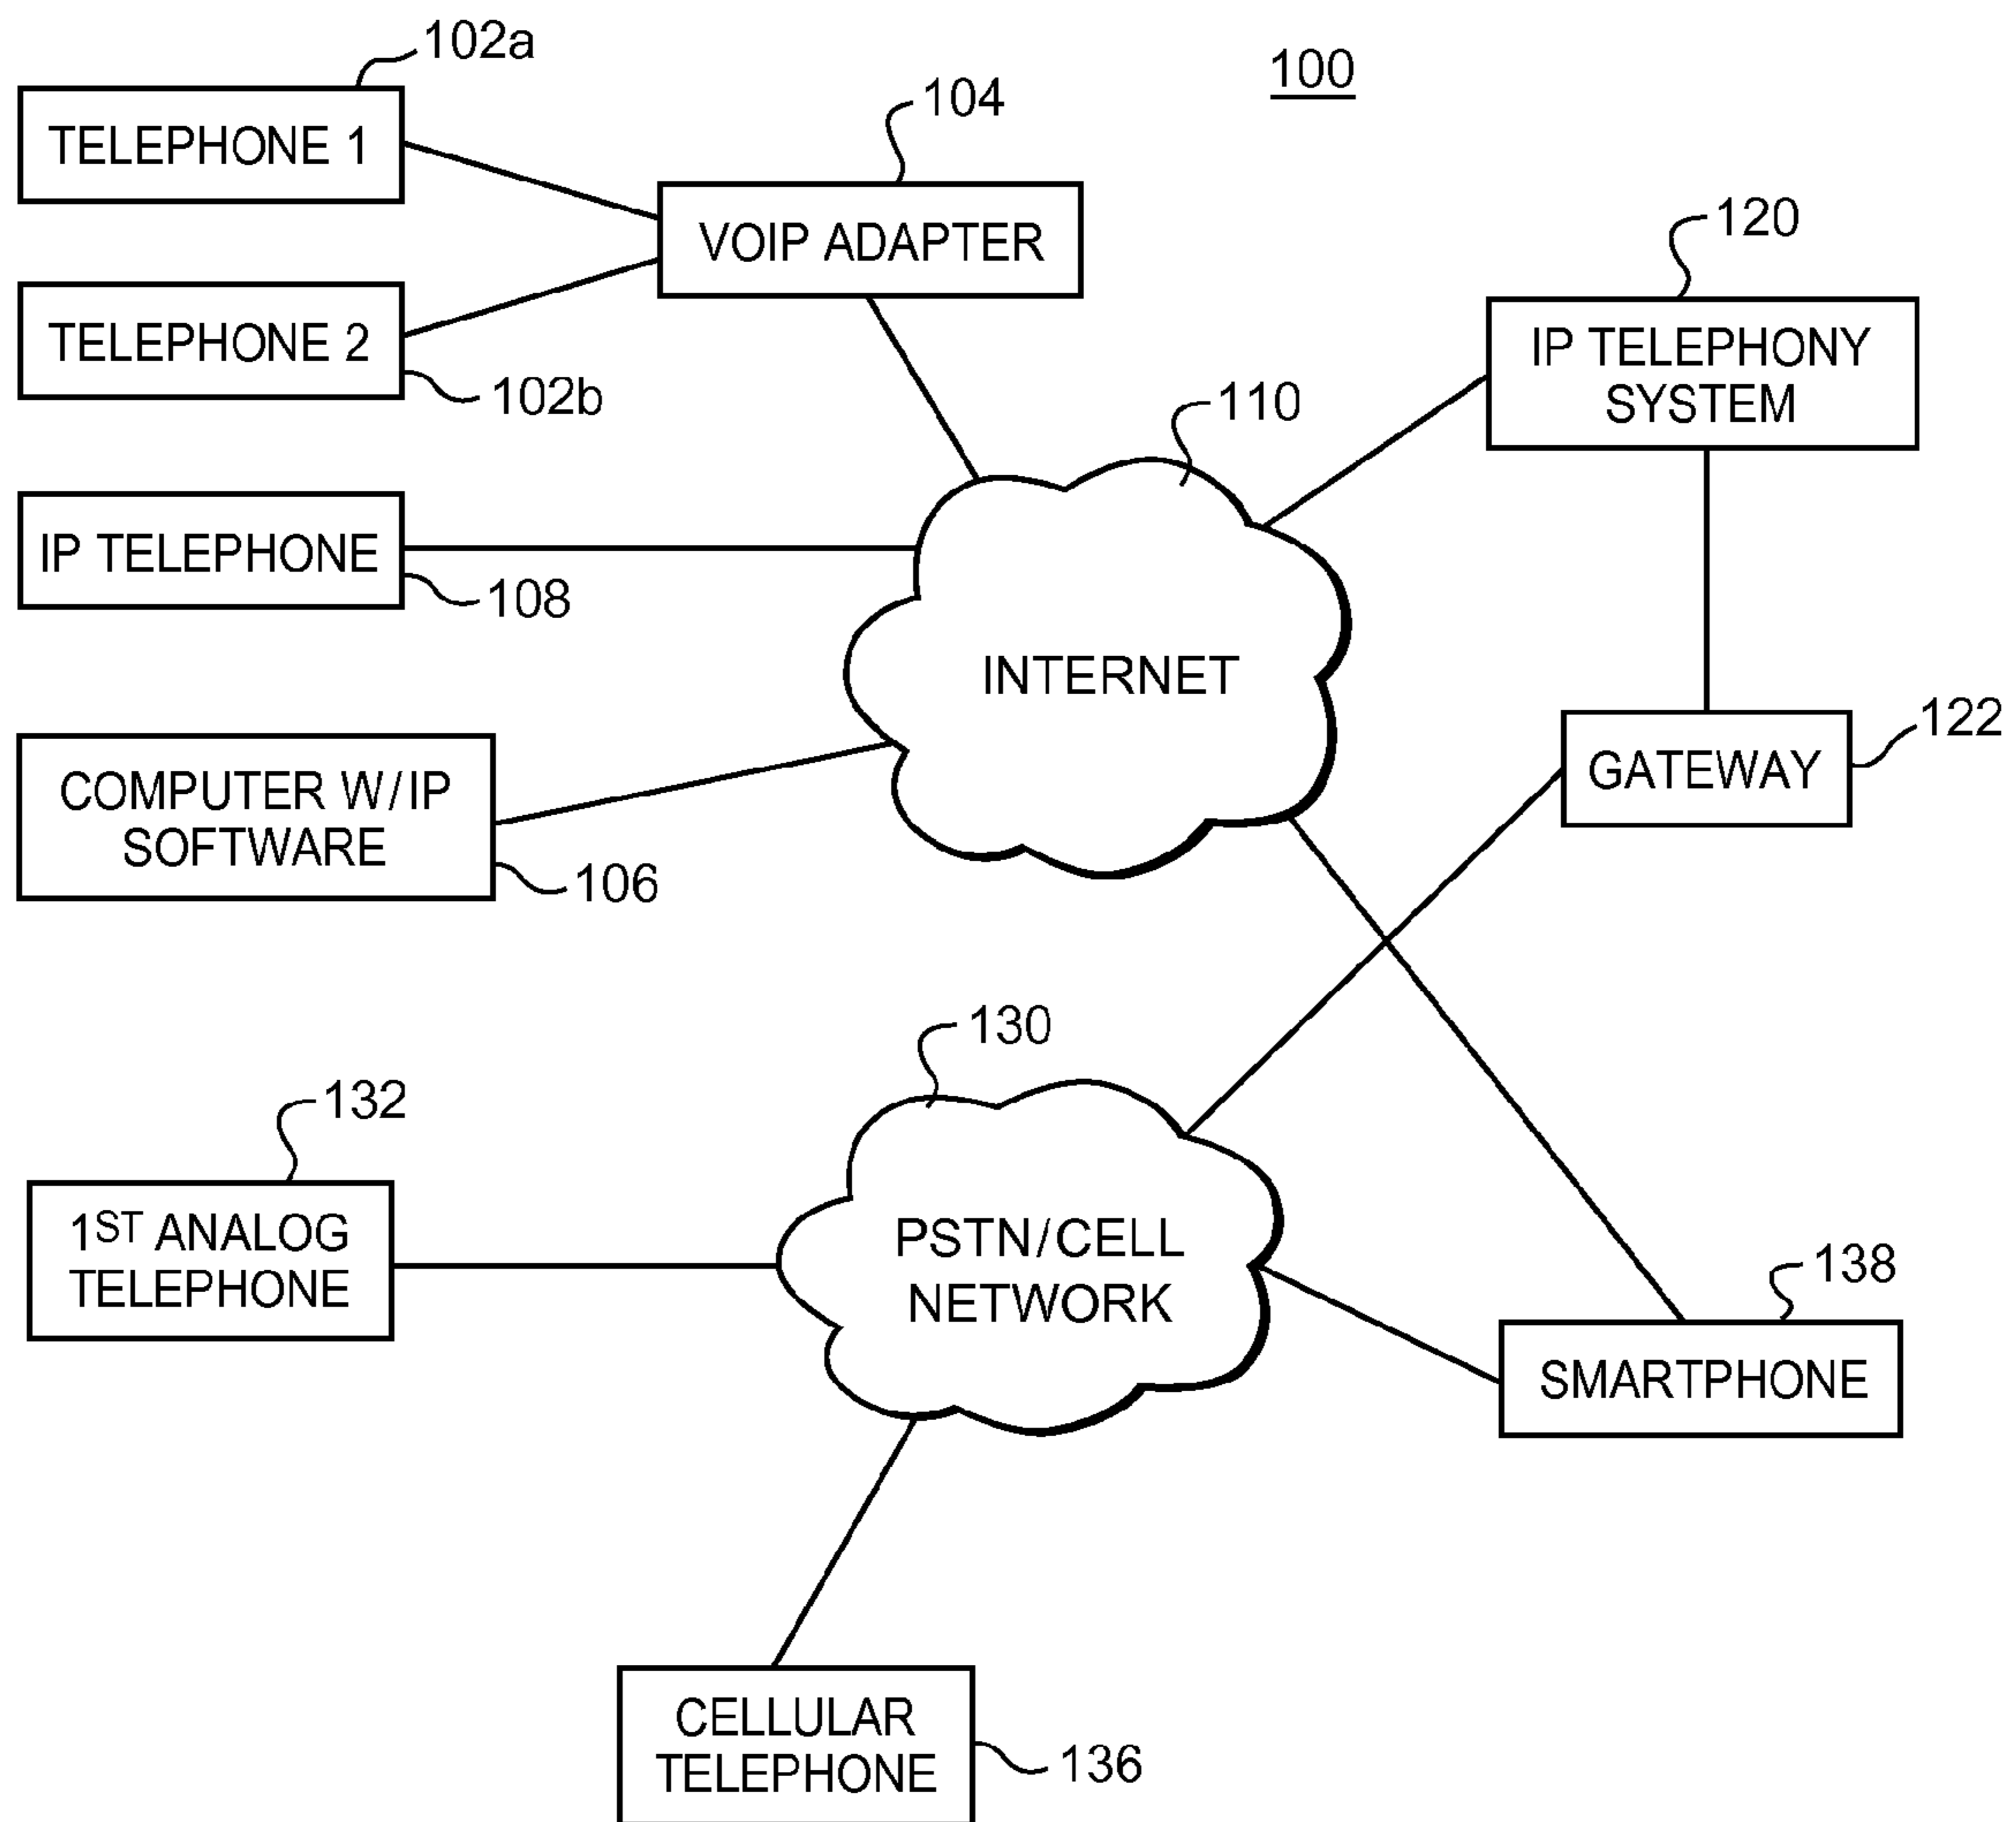 102a
100
TELEPHONE 1
104
VOIP ADAPTER
120
TELEPHONE 2
102b
IP TELEPHONY
SYSTEM
110
IP TELEPHONE
108
INTERNET
122
GATEWAY
COMPUTER W/IP
SOFTWARE
106
130
132
1ST ANALOG
TELEPHONE
PSTN/CELL
NETWORK
138
SMARTPHONE
CELLULAR
TELEPHONE
136